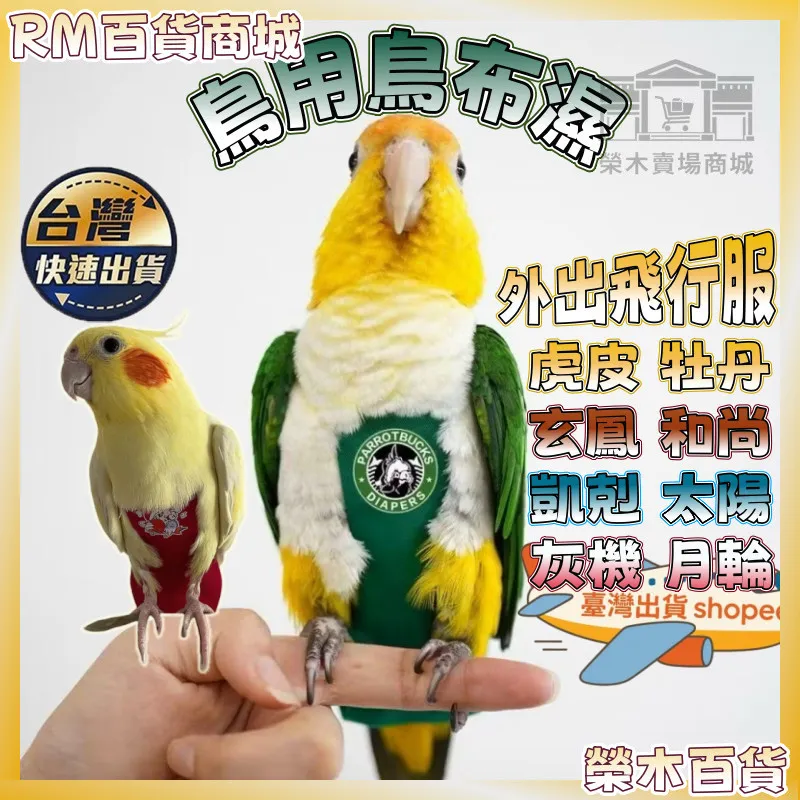 RM百貨商城
鳥用鳥布濕
榮木賣場商城
台灣
快速出貨
外出飛行服
虎皮 牡丹
玄鳳 和尚
凱剋 太陽
灰機 月輪
PARROTBUCKS
DIAPERS
臺灣出貨 shopee
榮木百貨